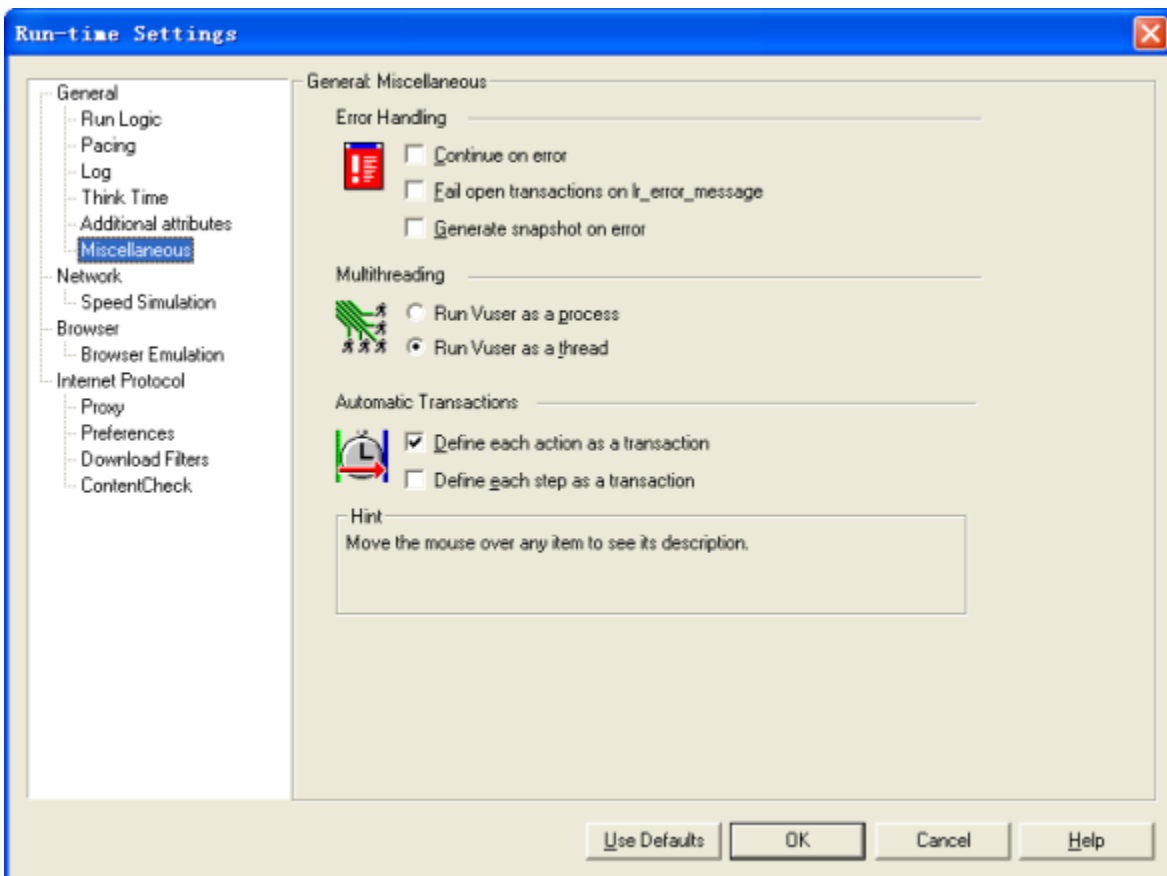 Run-time Settings
General
Run Logic
Pacing
Log
Think Time
Additional attributes
Miscellaneous
Network
Speed Simulation
Browser
Browser Emulation
Internet Protocol
Proxy
Preferences
Download Filters
ContentCheck
General: Miscellaneous
Error Handling
Continue on error
Fail open transactions on lr_error_message
Generate snapshot on error
Multithreading
Run Vuser as a process
Run Vuser as a thread
Automatic Transactions
Define each action as a transaction
Define each step as a transaction
Hint
Move the mouse over any item to see its description.
Use Defaults
OK
Cancel
Help